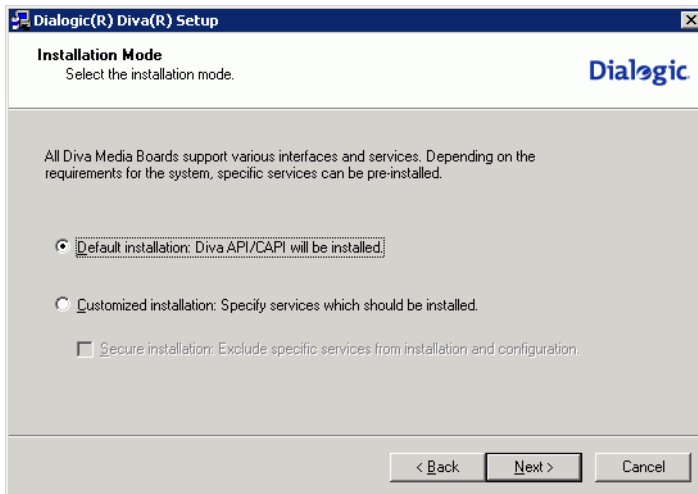 Dialogic(R) Diva(R) Setup
Installation Mode
Select the installation mode.
Dialogic
All Diva Media Boards support various interfaces and services. Depending on the
requirements for the system, specific services can be pre-installed.
Default installation: Diva API/CAPI will be installed.
Customized installation: Specify services which should be installed.
Secure installation: Exclude specific services from installation and configuration.
< Back
Next >
Cancel